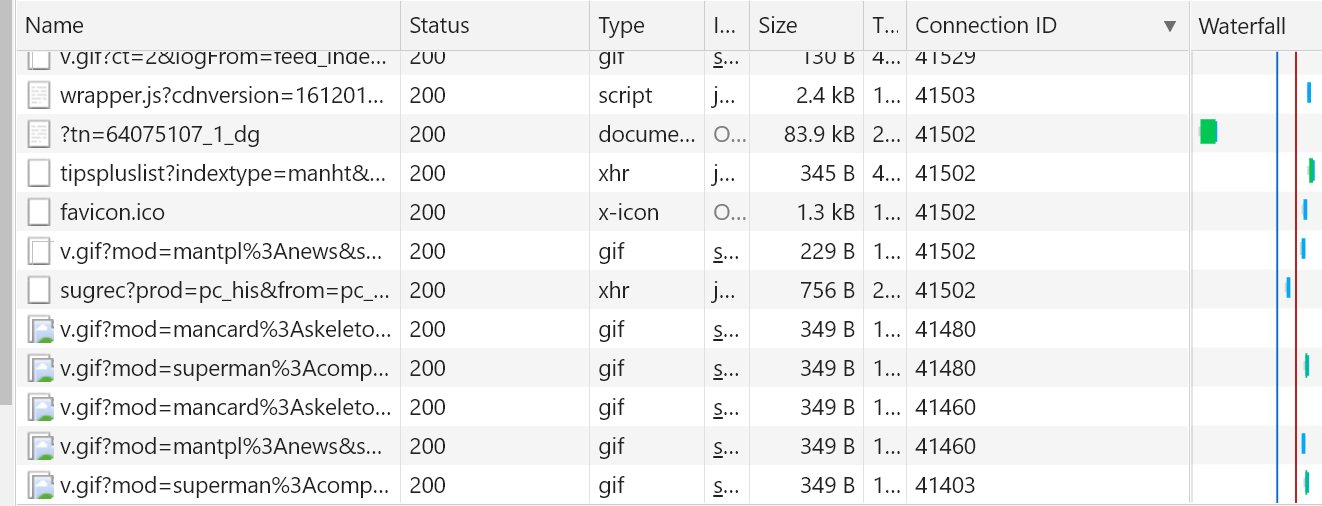 Name Status Type I... Size T... Connection ID ▼ Waterfall
v.gif?ct=2&logFrom=feed_inde... 200 gif s... 130 B 4... 41529
wrapper.js?cdnversion=161201... 200 script j... 2.4 kB 1... 41503
?tn=64075107_1_dg 200 docume... O... 83.9 kB 2... 41502
tipspluslist?indextype=manht&... 200 xhr j... 345 B 4... 41502
favicon.ico 200 x-icon O... 1.3 kB 1... 41502
v.gif?mod=mantpl%3Anews&s... 200 gif s... 229 B 1... 41502
sugrec?prod=pc_his&from=pc_... 200 xhr j... 756 B 2... 41502
v.gif?mod=mancard%3Askeleto... 200 gif s... 349 B 1... 41480
v.gif?mod=superman%3Acomp... 200 gif s... 349 B 1... 41480
v.gif?mod=mancard%3Askeleto... 200 gif s... 349 B 1... 41460
v.gif?mod=mantpl%3Anews&s... 200 gif s... 349 B 1... 41460
v.gif?mod=superman%3Acomp... 200 gif s... 349 B 1... 41403